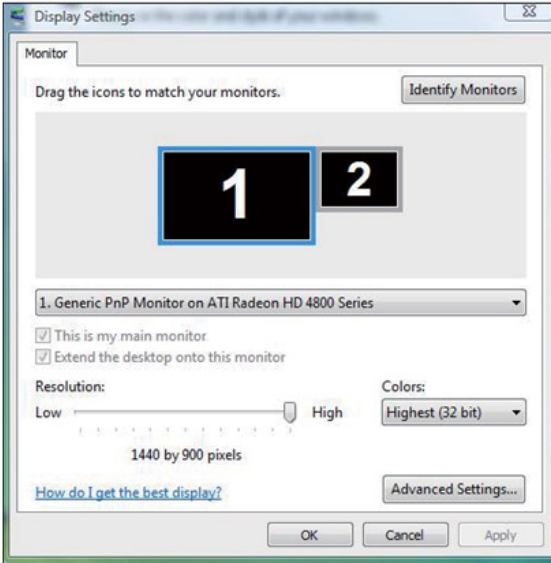 Display Settings
Monitor
Drag the icons to match your monitors.
Identify Monitors
1
2
1. Generic PnP Monitor on ATI Radeon HD 4800 Series
This is my main monitor
Extend the desktop onto this monitor
Resolution:
Colors:
Low
High
Highest (32 bit)
1440 by 900 pixels
How do I get the best display?
Advanced Settings...
OK
Cancel
Apply